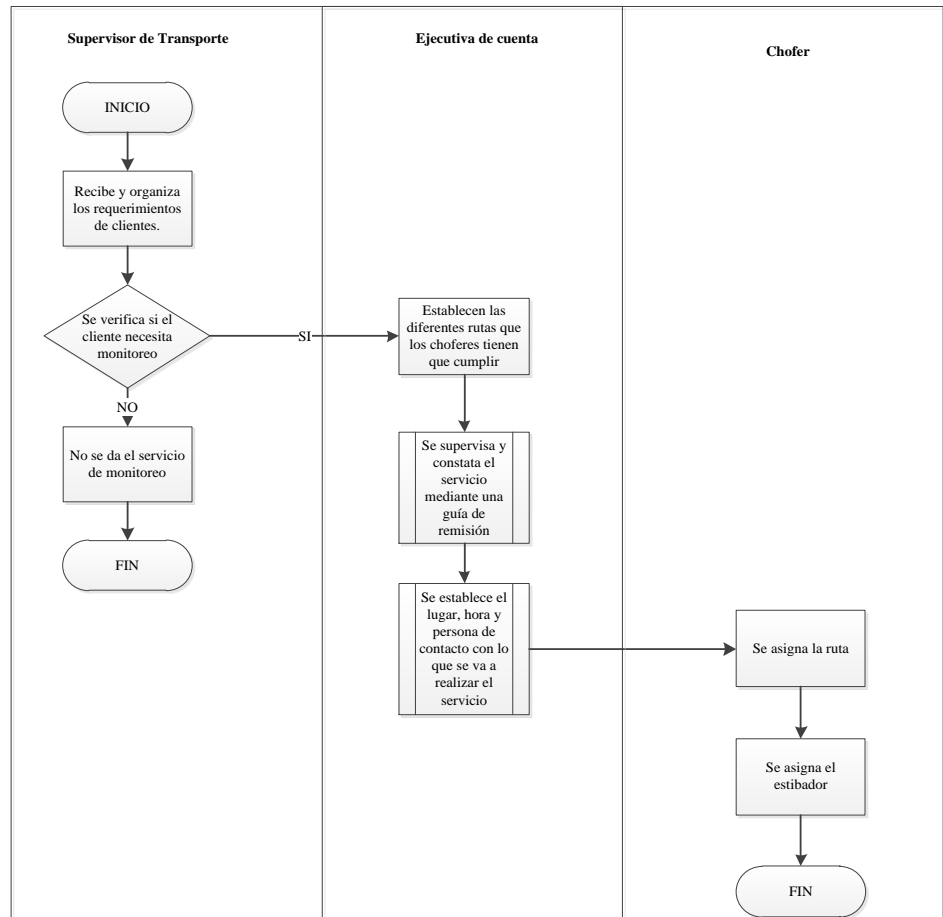 Supervisor de Transporte
Ejecutiva de cuenta
Chofer
INICIO
Recibe y organiza
los requerimientos
de clientes.
Se verifica si el
cliente necesita
monitoreo
SI
NO
No se da el servicio
de monitoreo
FIN
Establecen las
diferentes rutas que
los choferes tienen
que cumplir
Se supervisa y
constata el
servicio
mediante una
guía de
remisión
Se establece el
lugar, hora y
persona de
contacto con lo
que se va a
realizar el
servicio
Se asigna la ruta
Se asigna el
estibador
FIN